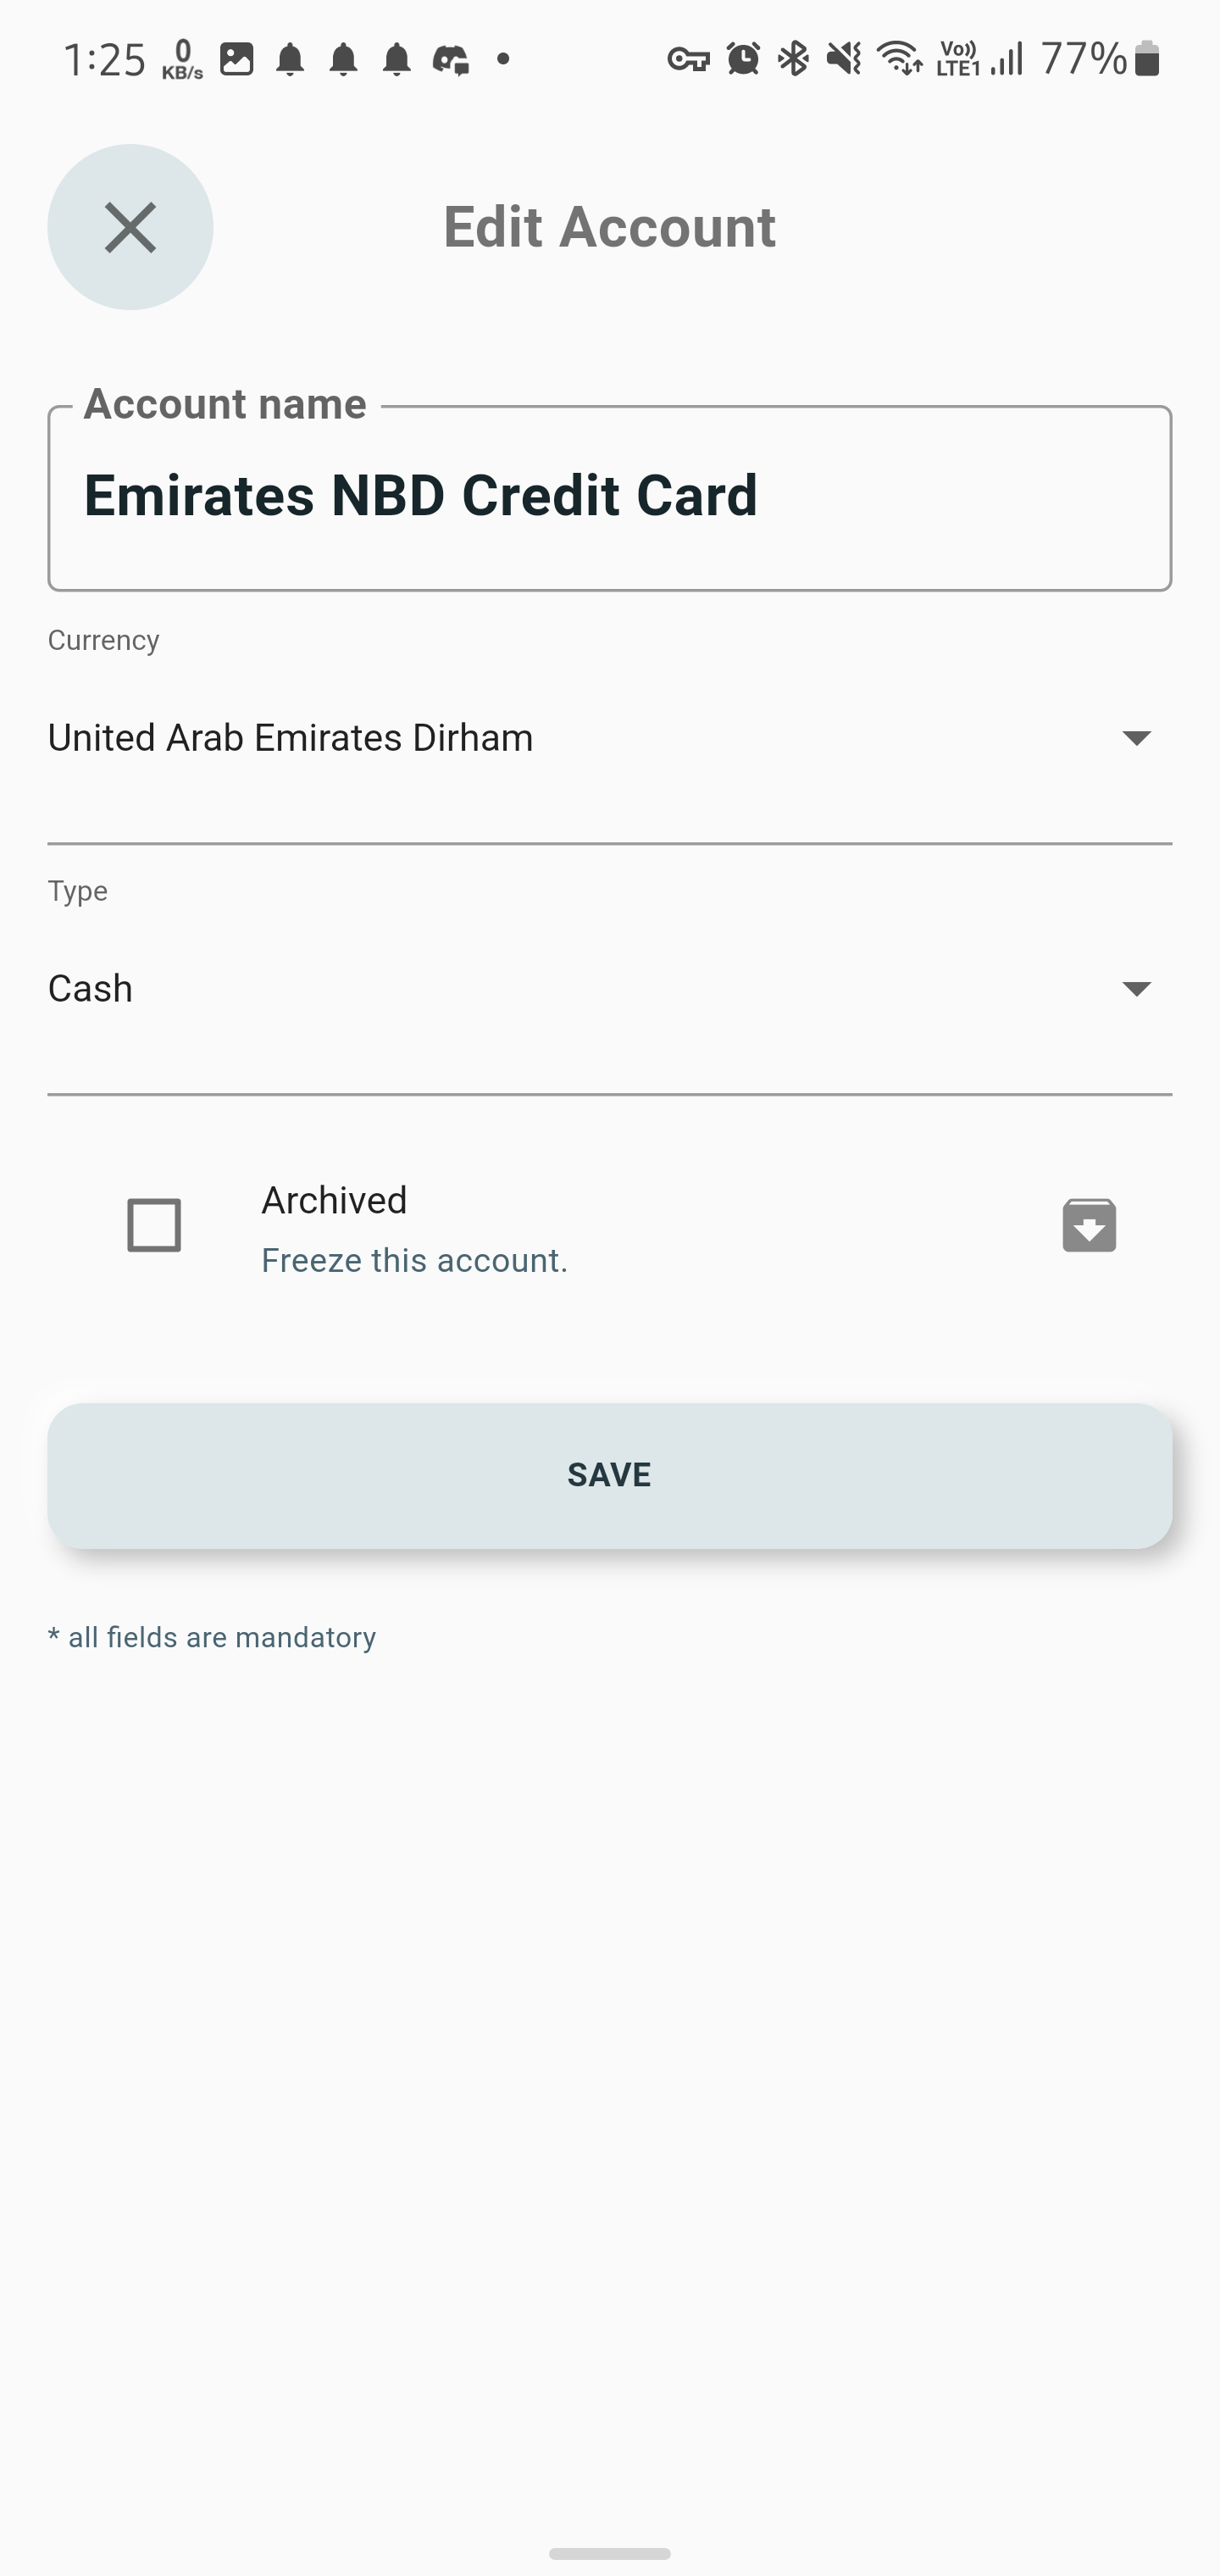 1:25 0 KB/s Vo)) LTE1 77%
Edit Account
Account name
Emirates NBD Credit Card
Currency
United Arab Emirates Dirham
Type
Cash
Archived
Freeze this account.
SAVE
* all fields are mandatory